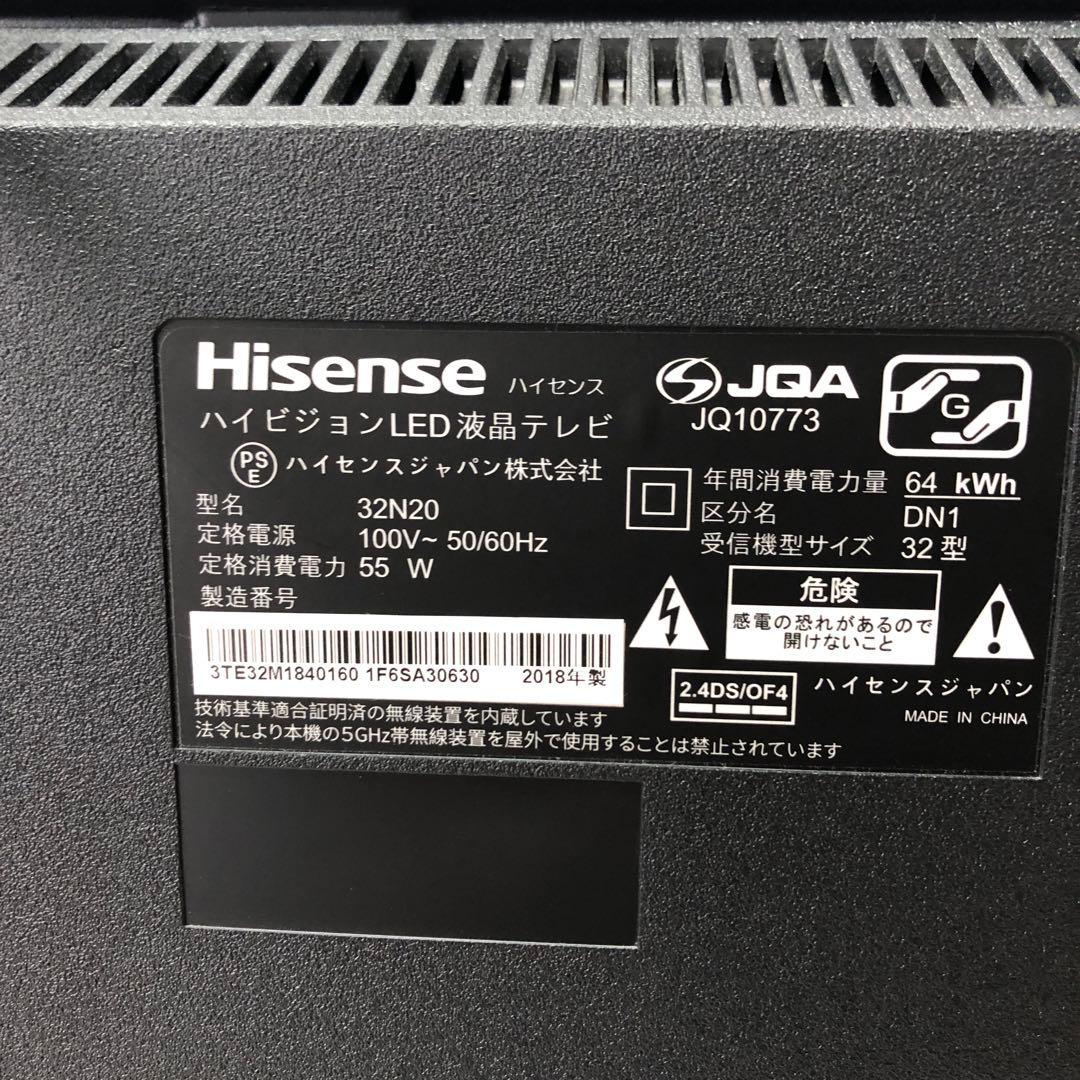 Hisense ハイセンス
ハイビジョンLED液晶テレビ
PSE ハイセンスジャパン株式会社
型名 32N20
定格電源 100V~ 50/60Hz
定格消費電力 55 W
製造番号
3TE32M1840160 1F6SA30630 2018年製
技術基準適合証明済の無線装置を内蔵しています
法令により本機の5GHz帯無線装置を屋外で使用することは禁止されています
JQA
JQ10773
G
年間消費電力量 64 kWh
区分名 DN1
受信機型サイズ 32型
危険
感電の恐れがあるので
開けないこと
2.4DS/OF4
ハイセンスジャパン
MADE IN CHINA